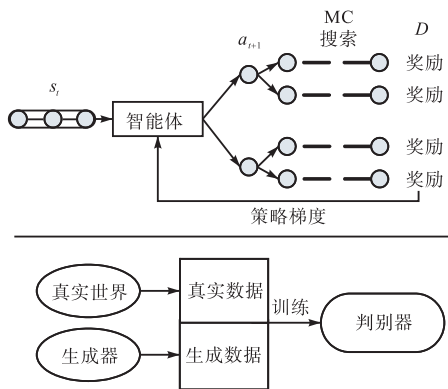 MC
搜索
D
a_{t+1}
s_t
奖励
奖励
智能体
奖励
奖励
策略梯度
真实世界
真实数据
训练
判别器
生成器
生成数据